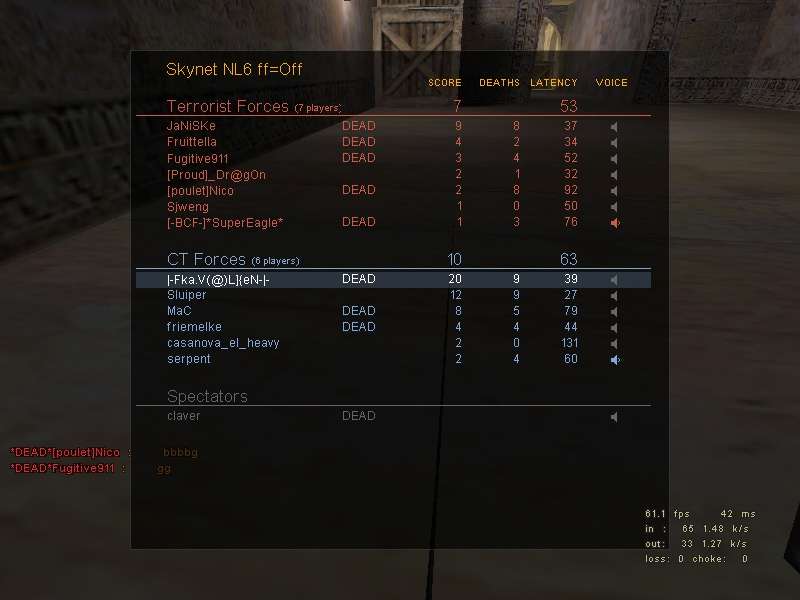 Skynet NL6 ff=Off
SCORE DEATHS LATENCY VOICE
Terrorist Forces (7 players) 7 53
JaNiSKe DEAD 9 8 37
Fruittella DEAD 4 2 34
Fugitive911 DEAD 3 4 52
[Proud]_Dr@gOn 2 1 32
[poulet]Nico DEAD 2 8 92
Sjweng 1 0 50
[-BCF-]*SuperEagle* DEAD 1 3 76
CT Forces (6 players) 10 63
|-Fka.V(@)L]{eN-|- DEAD 20 9 39
Sluiper 12 9 27
MaC DEAD 8 5 79
friemelke DEAD 4 4 44
casanova_el_heavy 2 0 131
serpent 2 4 60
Spectators
claver DEAD
*DEAD*[poulet]Nico : bbbbg
*DEAD*Fugitive911 : gg
61.1 fps 42 ms
in : 65 1.48 k/s
out: 33 1.27 k/s
loss: 0 choke: 0